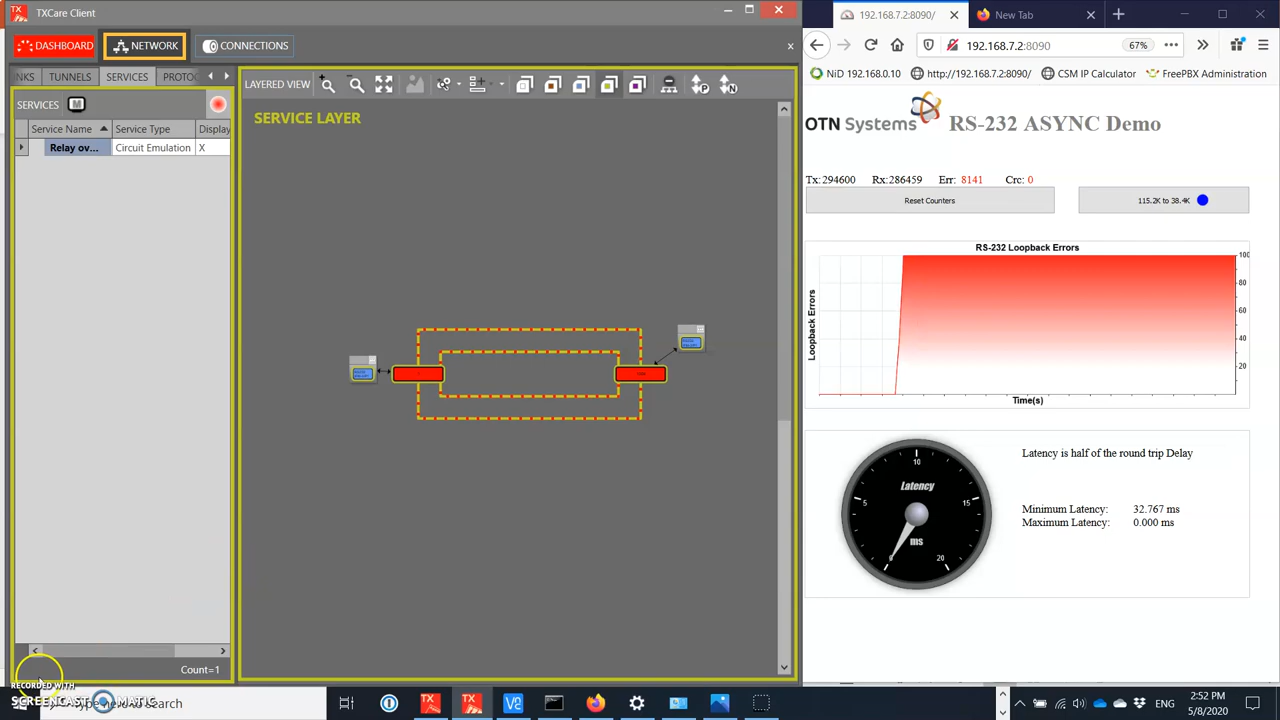 TXCare Client
DASHBOARD
NETWORK
CONNECTIONS
NKS
TUNNELS
SERVICES
PROTO
SERVICES
M
Service Name
Service Type
Display
Relay ov...
Circuit Emulation
X
Count=1
LAYERED VIEW
P
N
SERVICE LAYER
192.168.7.2:8090/
New Tab
192.168.7.2:8090
67%
NiD 192.168.0.10
http://192.168.7.2:8090/
CSM IP Calculator
FreePBX Administration
OTN Systems
RS-232 ASYNC Demo
Tx:294600 Rx:286459 Err: 8141 Crc: 0
Reset Counters
115.2K to 38.4K
RS-232 Loopback Errors
Loopback Errors
100
80
60
40
20
Time(s)
Latency is half of the round trip Delay
Minimum Latency: 32.767 ms
Maximum Latency: 0.000 ms
5
10
15
20
Latency
ms
RECORDED WITH
SCREENCAST MATIC
Type here to search
2:52 PM
5/8/2020